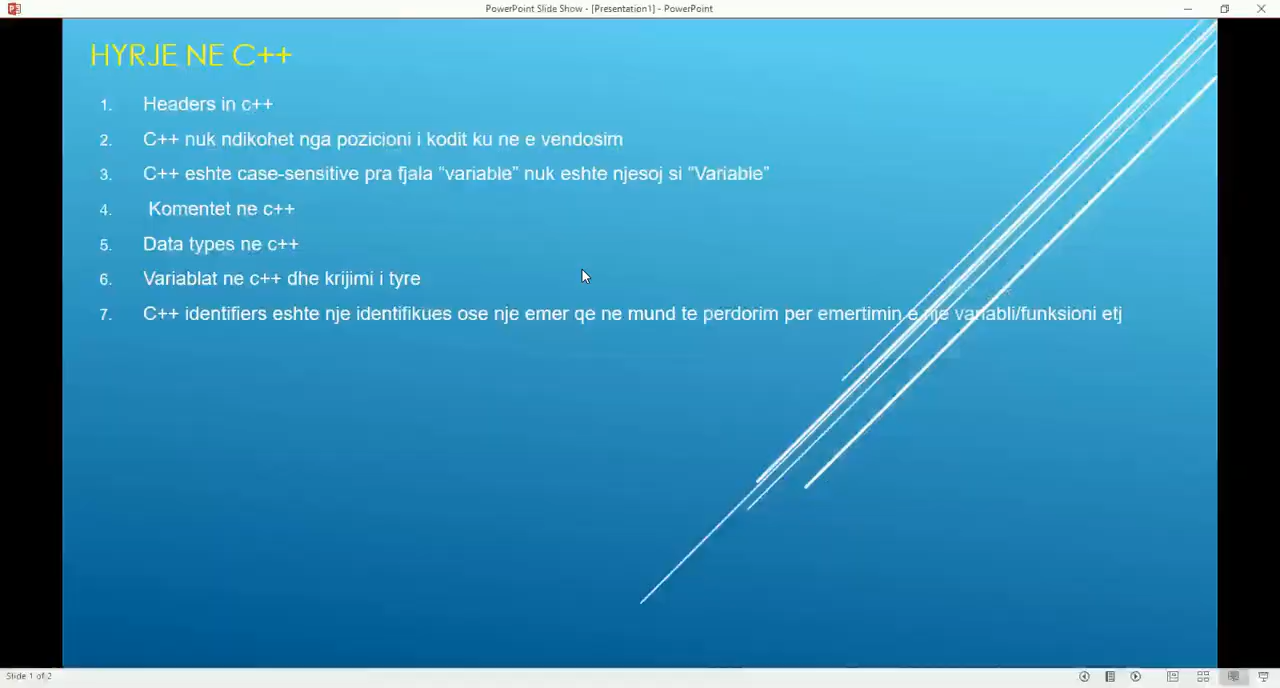 PowerPoint Slide Show - [Presentation1] - PowerPoint
HYRJE NE C++
1. Headers in c++
2. C++ nuk ndikohet nga pozicioni i kodit ku ne e vendosim
3. C++ eshte case-sensitive pra fjala “variable” nuk eshte njesoj si “Variable”
4. Komentet ne c++
5. Data types ne c++
6. Variablat ne c++ dhe krijimi i tyre
7. C++ identifiers eshte nje identifikues ose nje emer qe ne mund te perdorim per emertimin e nje variabli/funksioni etj
Slide 1 of 2